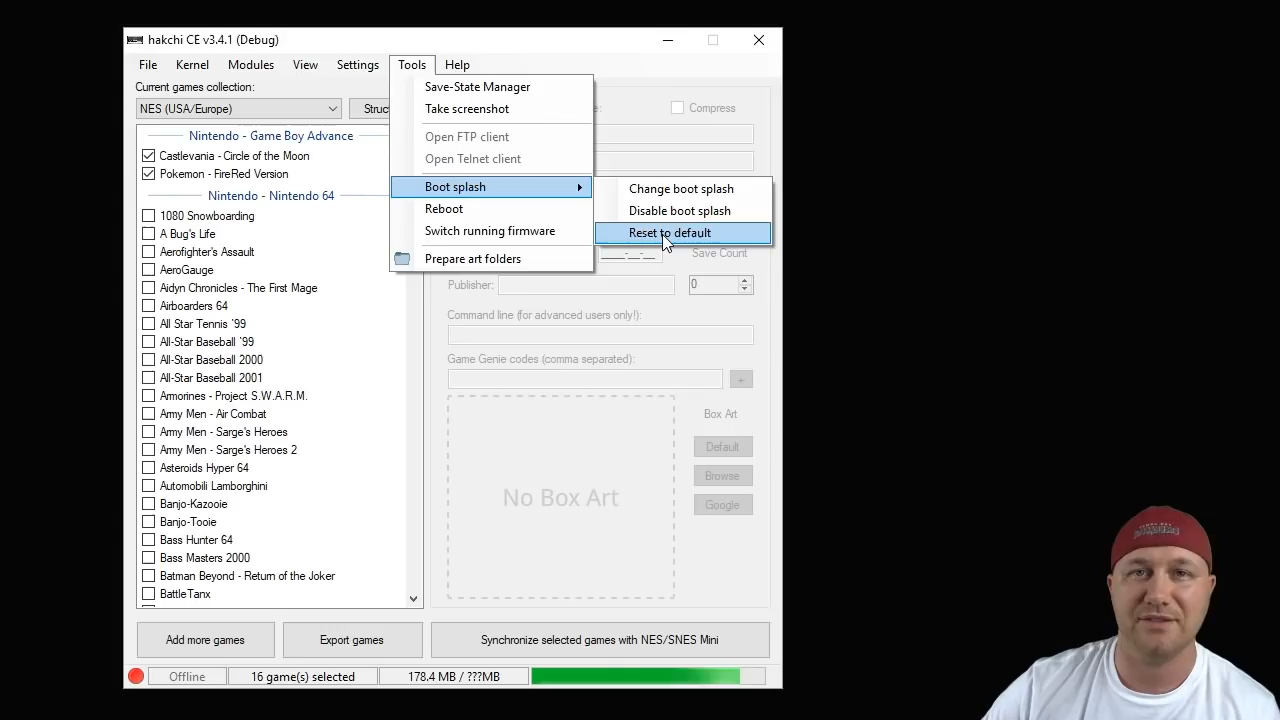 hakchi CE v3.4.1 (Debug)
File Kernel Modules View Settings Tools Help
Current games collection:
NES (USA/Europe)
Struc
Nintendo - Game Boy Advance
Castlevania - Circle of the Moon
Pokemon - FireRed Version
Nintendo - Nintendo 64
1080 Snowboarding
A Bug's Life
Aerofighter's Assault
AeroGauge
Aidyn Chronicles - The First Mage
Airboarders 64
All Star Tennis '99
All-Star Baseball '99
All-Star Baseball 2000
All-Star Baseball 2001
Armorines - Project S.W.A.R.M.
Army Men - Air Combat
Army Men - Sarge's Heroes
Army Men - Sarge's Heroes 2
Asteroids Hyper 64
Automobili Lamborghini
Banjo-Kazooie
Banjo-Tooie
Bass Hunter 64
Bass Masters 2000
Batman Beyond - Return of the Joker
BattleTanx
Save-State Manager
Take screenshot
Open FTP client
Open Telnet client
Boot splash
Reboot
Switch running firmware
Prepare art folders
Change boot splash
Disable boot splash
Reset to default
Compress
Save Count
Publisher:
0
Command line (for advanced users only!):
Game Genie codes (comma separated):
+
No Box Art
Box Art
Default
Browse
Google
Add more games
Export games
Synchronize selected games with NES/SNES Mini
Offline
16 game(s) selected
178.4 MB / ???MB